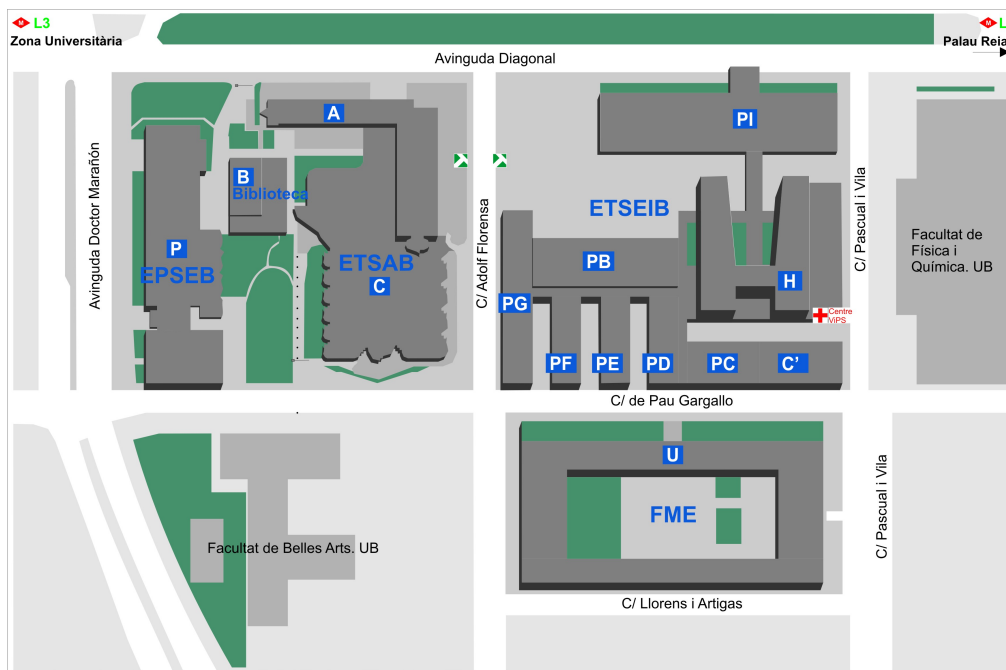 M L3
Zona Universitària
M L
Palau Reia
Avinguda Diagonal
A
PI
B
Biblioteca
Avinguda Doctor Marañón
C/ Adolf Florensa
C/ Pascual i Vila
ETSEIB
P
EPSEB
ETSAB
C
PB
PG
H
Facultat de
Física i
Química. UB
Centre
ViPS
PF
PE
PD
PC
C’
C/ de Pau Gargallo
U
FME
C/ Pascual i Vila
Facultat de Belles Arts. UB
C/ Llorens i Artigas